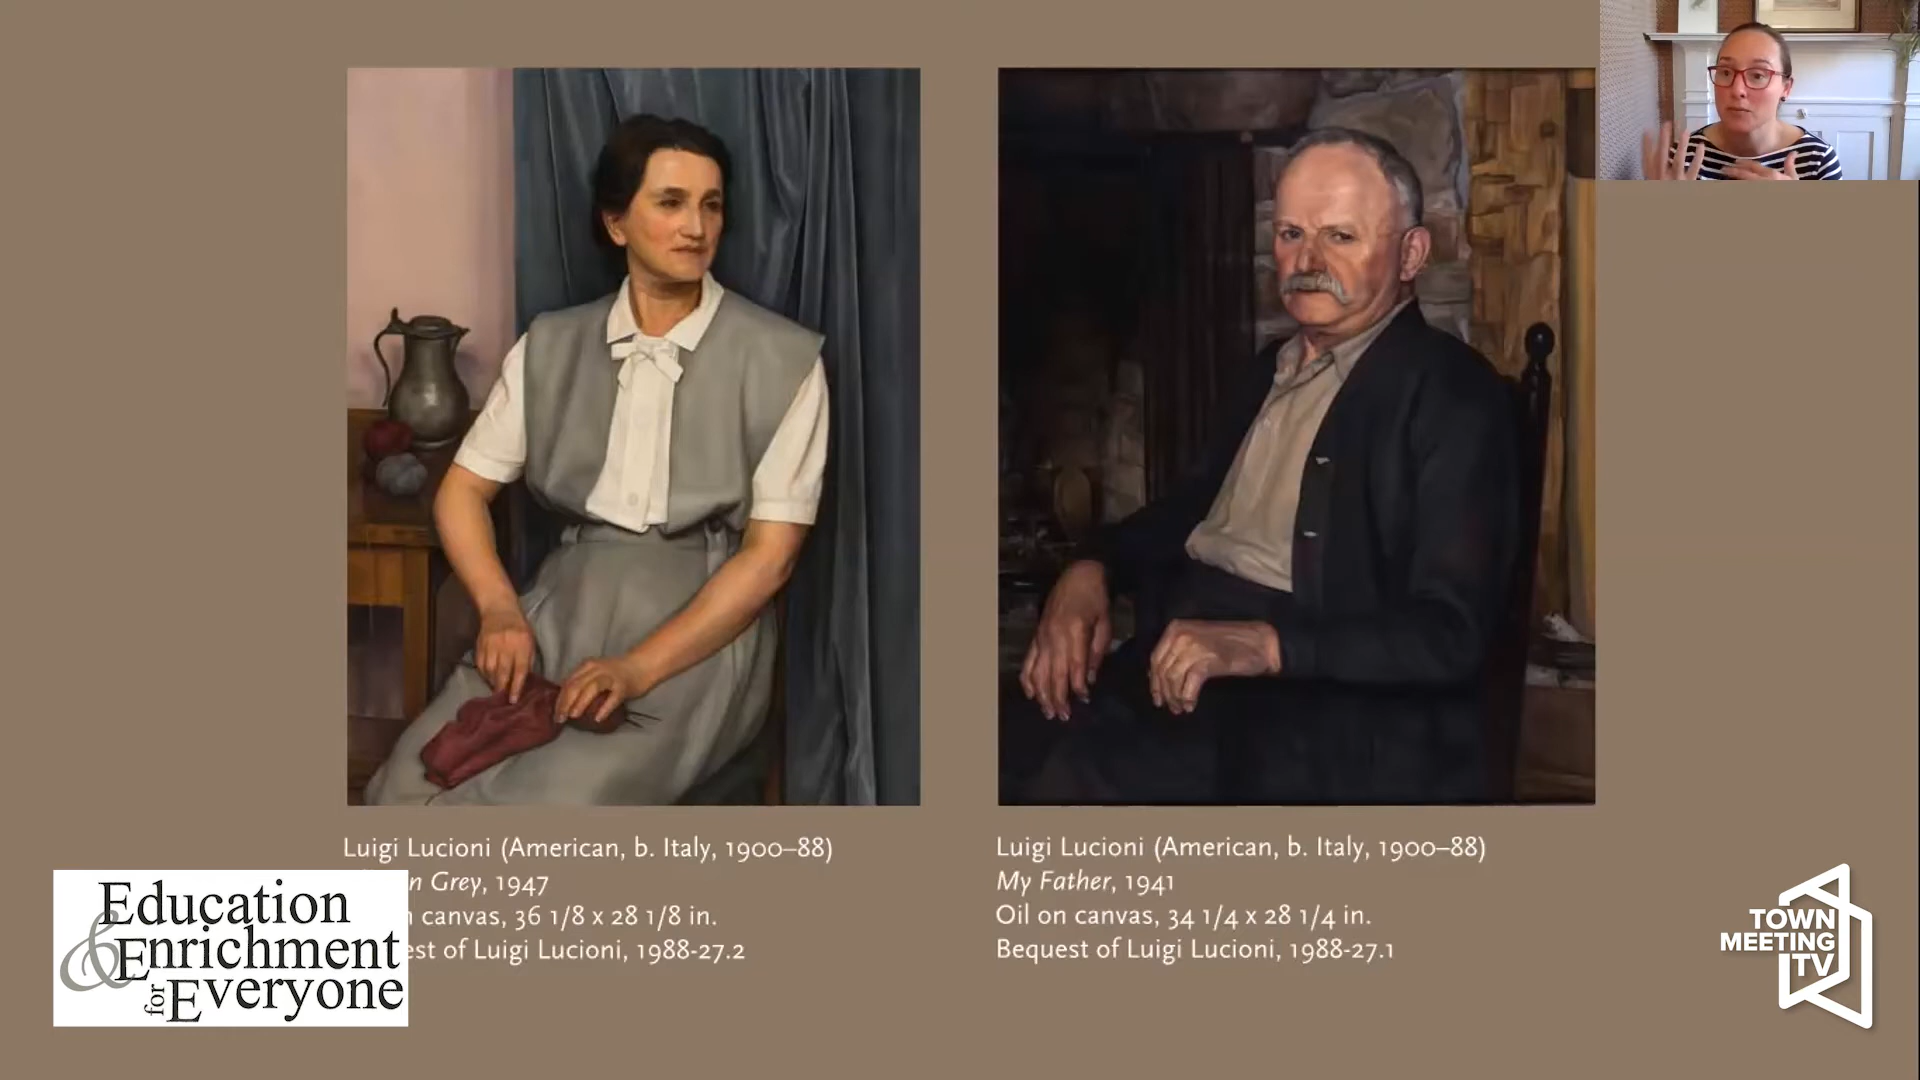 Luigi Lucioni (American, b. Italy, 1900–88)
n Grey, 1947
canvas, 36 1/8 x 28 1/8 in.
est of Luigi Lucioni, 1988-27.2
Luigi Lucioni (American, b. Italy, 1900–88)
My Father, 1941
Oil on canvas, 34 1/4 x 28 1/4 in.
Bequest of Luigi Lucioni, 1988-27.1
Education
& Enrichment
for Everyone
TOWN
MEETING
TV